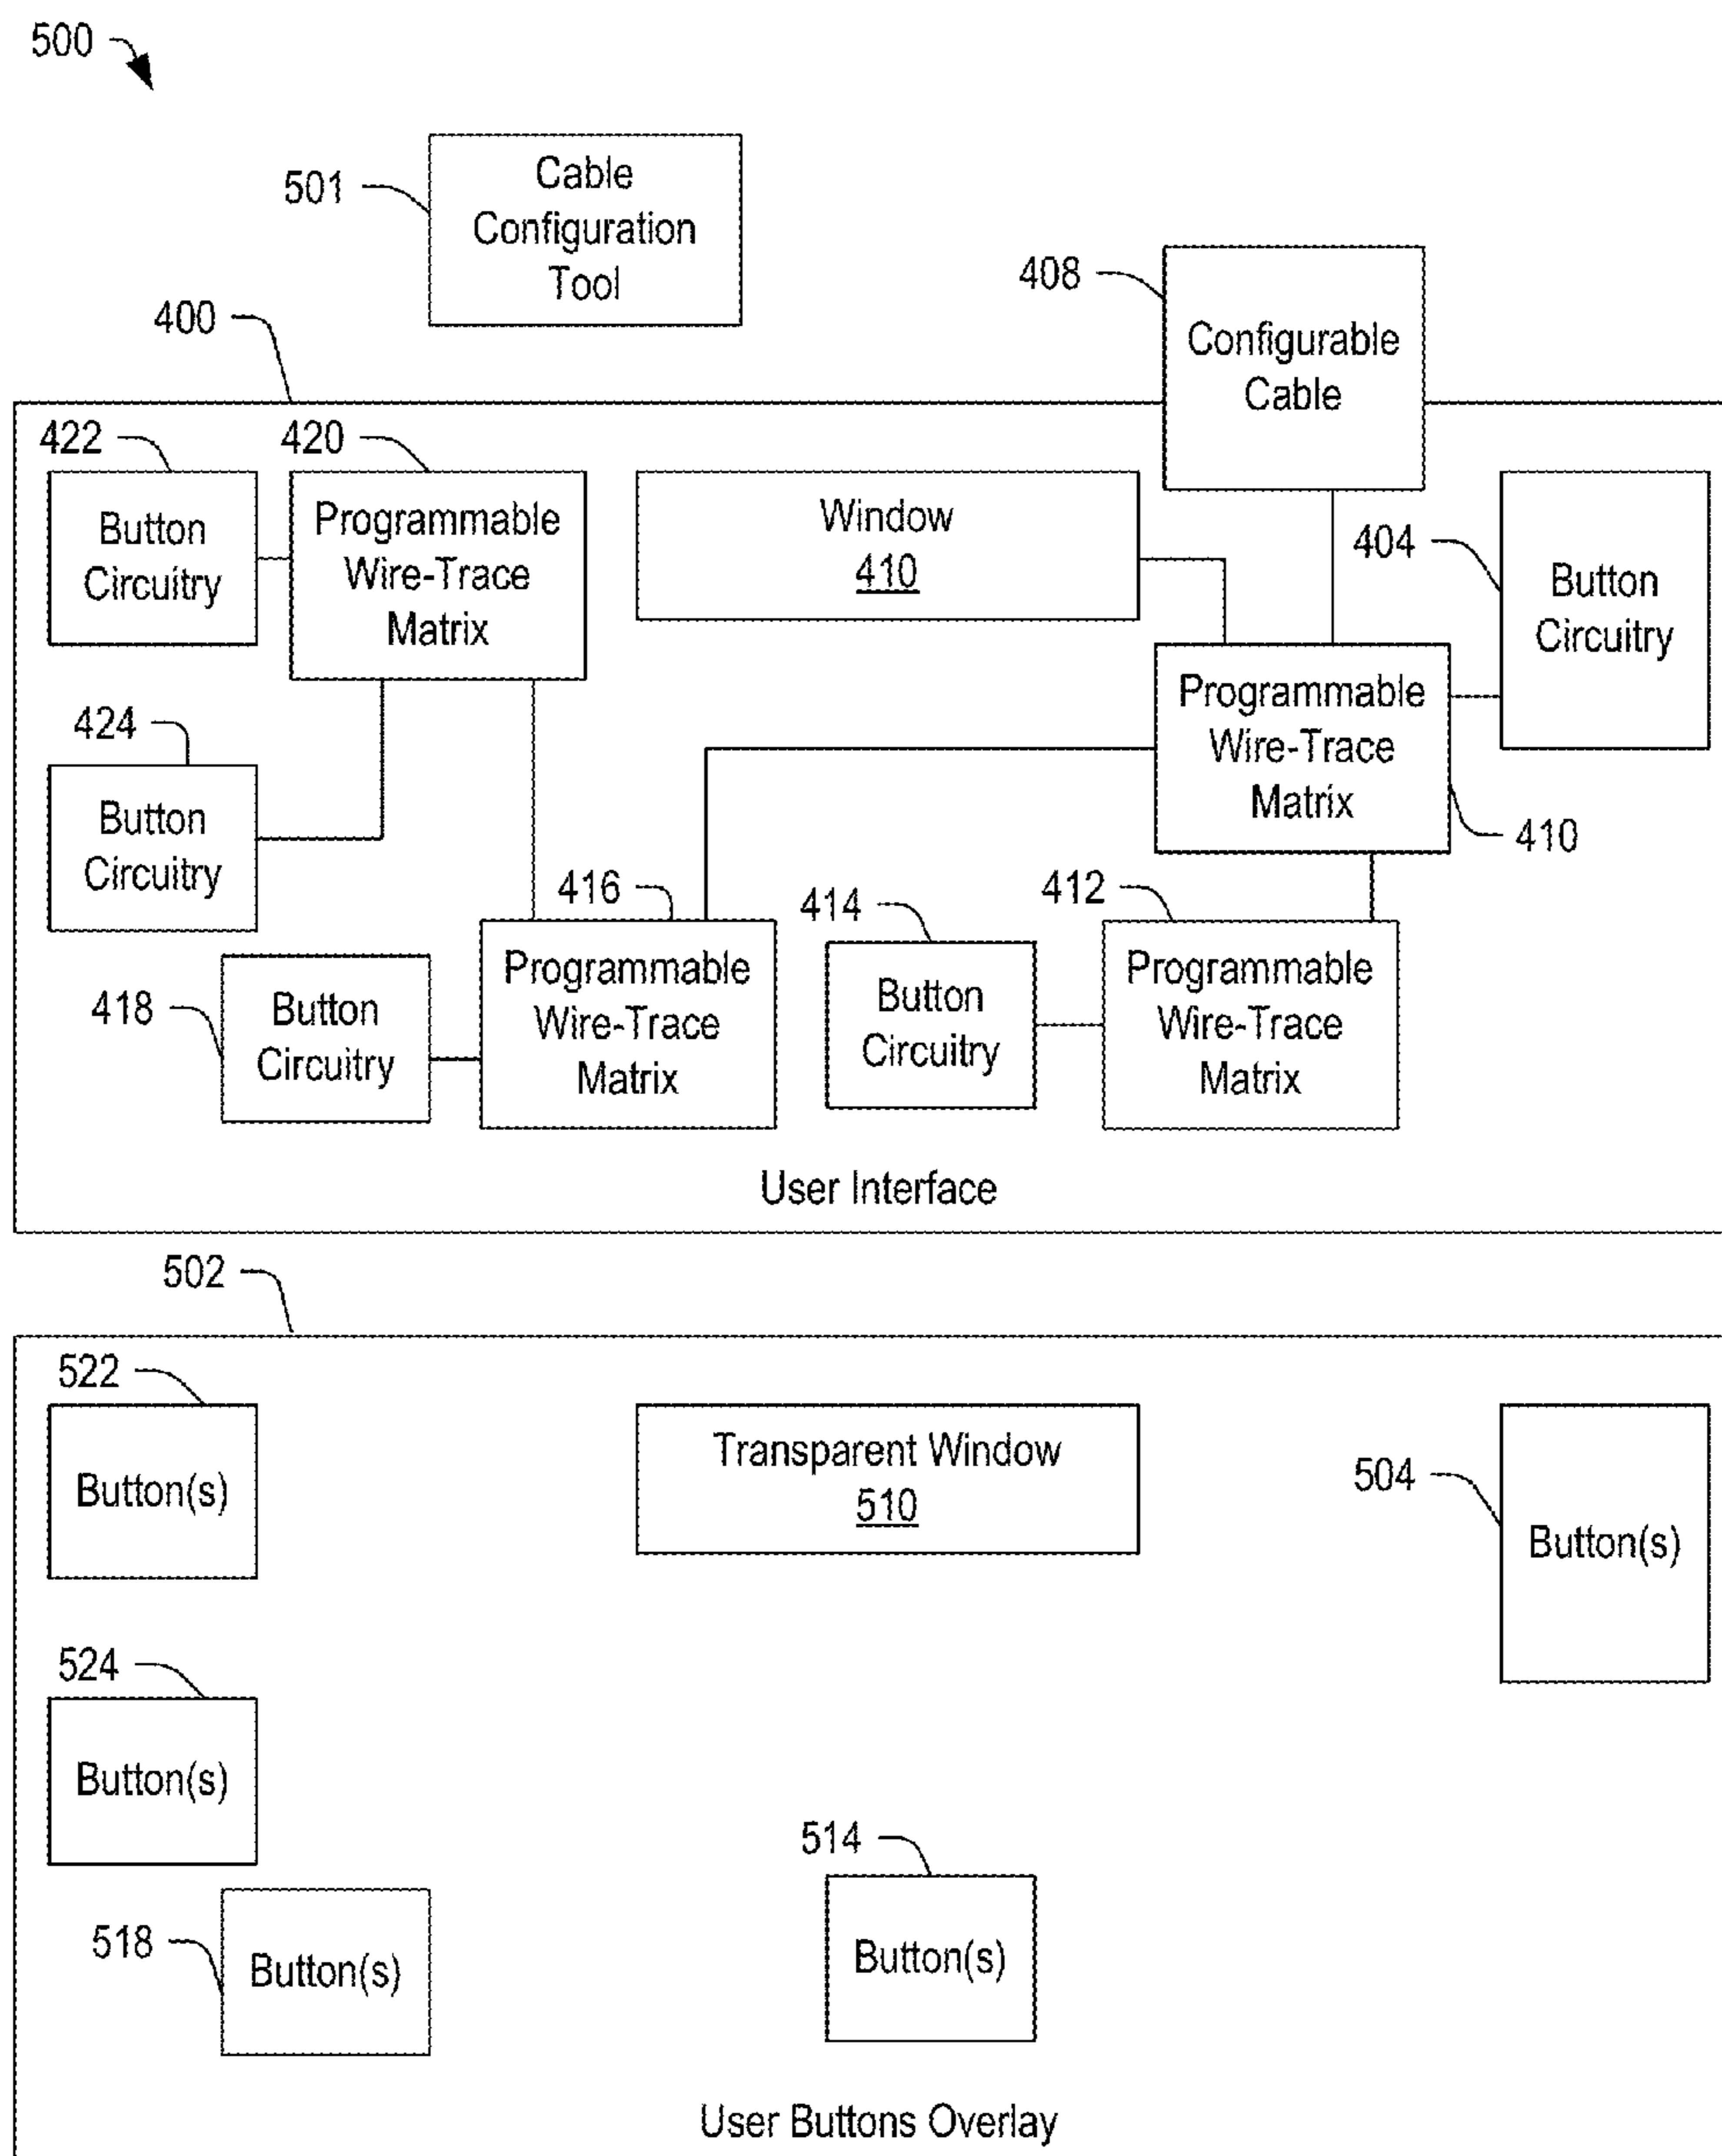 500
501
Cable
Configuration
Tool
408
Configurable
Cable
400
422
Button
Circuitry
420
Programmable
Wire-Trace
Matrix
Window
410
404
Button
Circuitry
424
Button
Circuitry
Programmable
Wire-Trace
Matrix
410
418
Button
Circuitry
416
Programmable
Wire-Trace
Matrix
414
Button
Circuitry
412
Programmable
Wire-Trace
Matrix
User Interface
502
522
Button(s)
Transparent Window
510
504
Button(s)
524
Button(s)
518
Button(s)
514
Button(s)
User Buttons Overlay